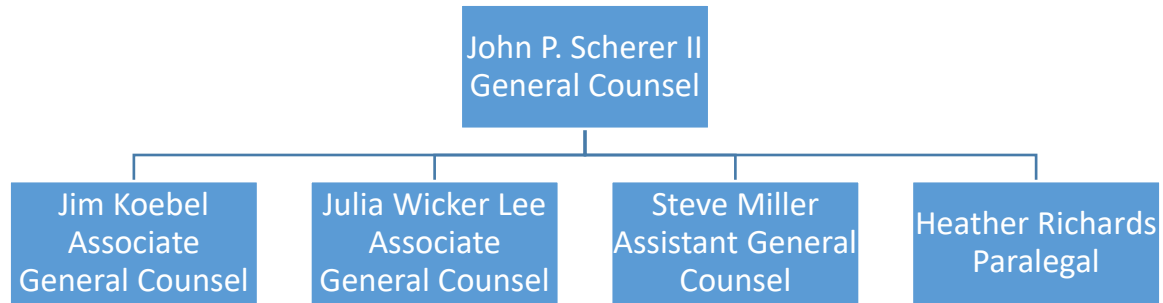 John P. Scherer II
General Counsel
Jim Koebel
Associate
General Counsel
Julia Wicker Lee
Associate
General Counsel
Steve Miller
Assistant General
Counsel
Heather Richards
Paralegal